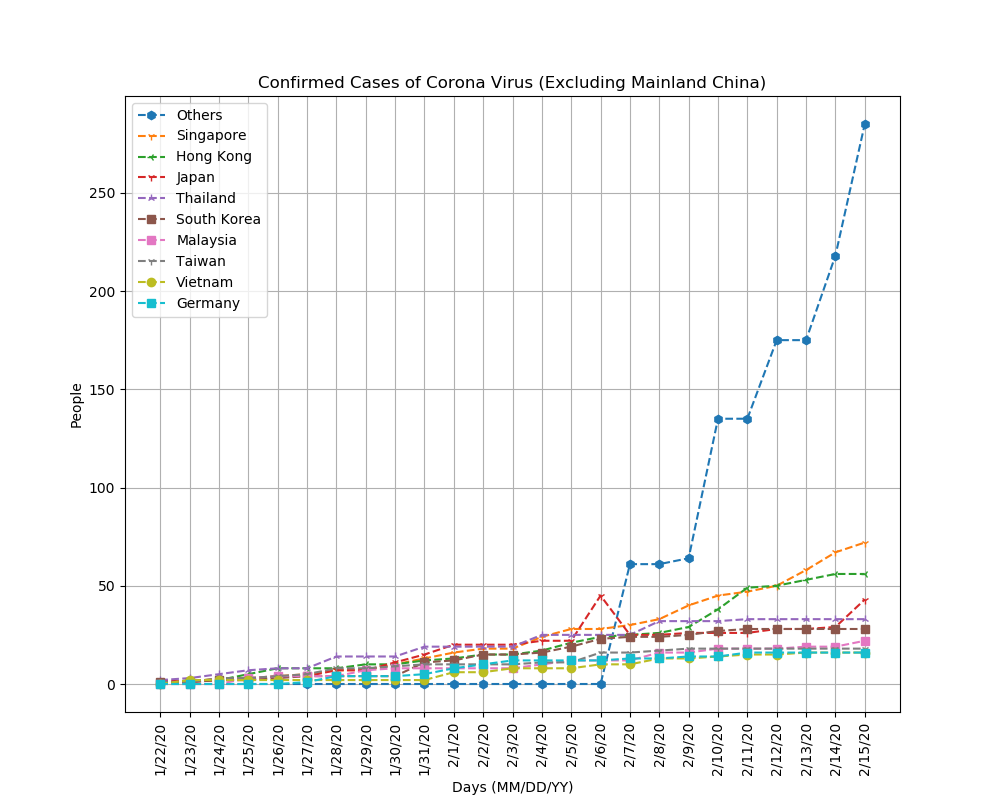 Confirmed Cases of Corona Virus (Excluding Mainland China)
Others
Singapore
Hong Kong
Japan
Thailand
South Korea
Malaysia
Taiwan
Vietnam
Germany
People
250
200
150
100
50
0
1/22/20
1/23/20
1/24/20
1/25/20
1/26/20
1/27/20
1/28/20
1/29/20
1/30/20
1/31/20
2/1/20
2/2/20
2/3/20
2/4/20
2/5/20
2/6/20
2/7/20
2/8/20
2/9/20
2/10/20
2/11/20
2/12/20
2/13/20
2/14/20
2/15/20
Days (MM/DD/YY)